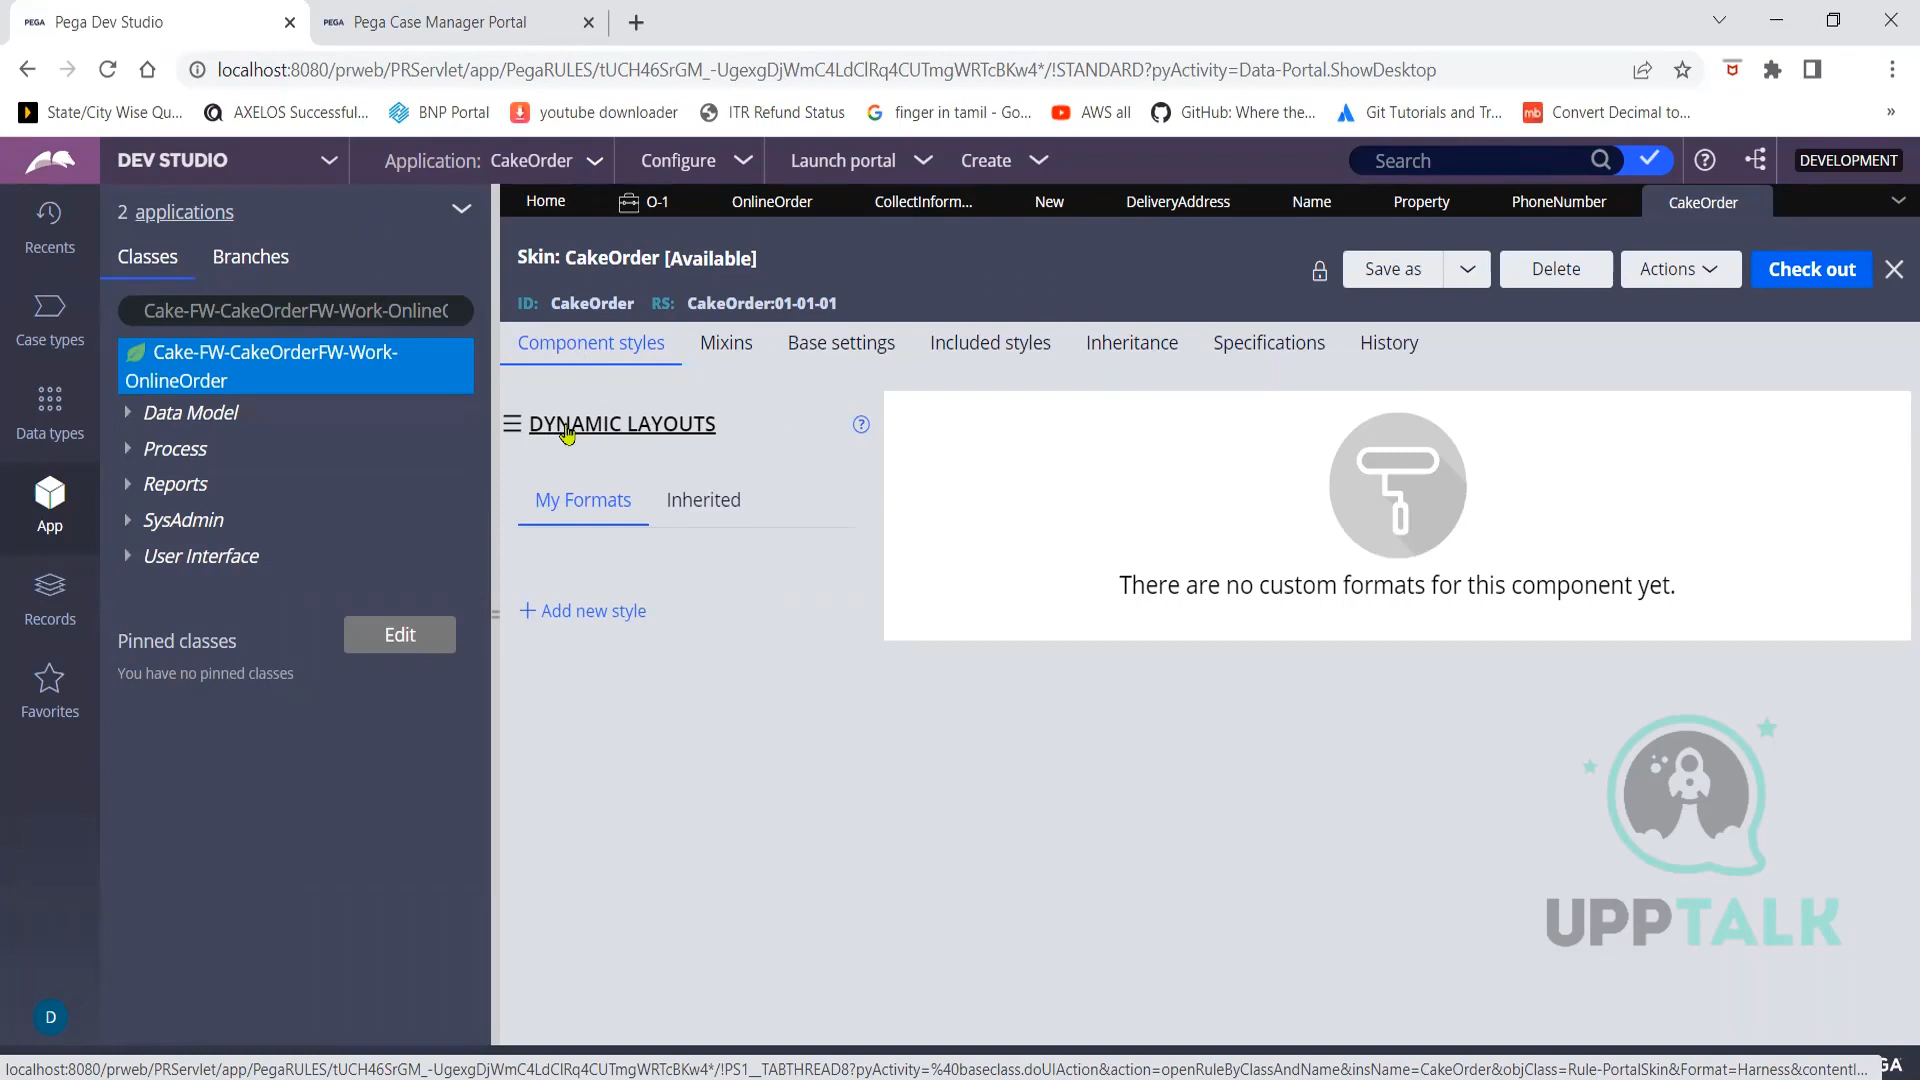 PEGA Pega Dev Studio
PEGA Pega Case Manager Portal
localhost:8080/prweb/PRServlet/app/PegaRULES/tUCH46SrGM_-UgexgDjWmC4LdClRq4CUTmgWRTcBKw4*/!STANDARD?pyActivity=Data-Portal.ShowDesktop
State/City Wise Qu... AXELOS Successful... BNP Portal youtube downloader ITR Refund Status finger in tamil - Go... AWS all GitHub: Where the... Git Tutorials and Tr... mb Convert Decimal to... »
DEV STUDIO Application: CakeOrder Configure Launch portal Create Search DEVELOPMENT
Recents
Case types
Data types
App
Records
Favorites
D
2 applications
Classes Branches
Cake-FW-CakeOrderFW-Work-OnlineO
Cake-FW-CakeOrderFW-Work-
OnlineOrder
Data Model
Process
Reports
SysAdmin
User Interface
Pinned classes Edit
You have no pinned classes
Home O-1 OnlineOrder CollectInform... New DeliveryAddress Name Property PhoneNumber CakeOrder
Skin: CakeOrder [Available]
ID: CakeOrder RS: CakeOrder:01-01-01
Save as Delete Actions Check out
Component styles Mixins Base settings Included styles Inheritance Specifications History
DYNAMIC LAYOUTS
My Formats Inherited
+ Add new style
There are no custom formats for this component yet.
UPPTALK
localhost:8080/prweb/PRServlet/app/PegaRULES/tUCH46SrGM_-UgexgDjWmC4LdClRq4CUTmgWRTcBKw4*/!PS1__TABTHREAD8?pyActivity=%40baseclass.doUIAction&action=openRuleByClassAndName&insName=CakeOrder&objClass=Rule-PortalSkin&Format=Harness&contentI... GA